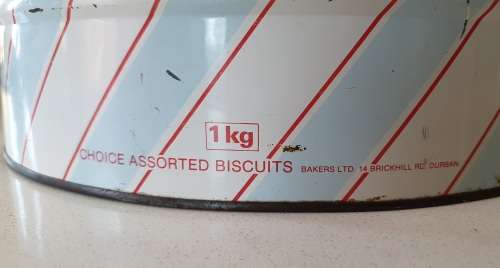 1 kg
CHOICE ASSORTED BISCUITS BAKERS LTD. 14 BRICKHILL RD. DURBAN